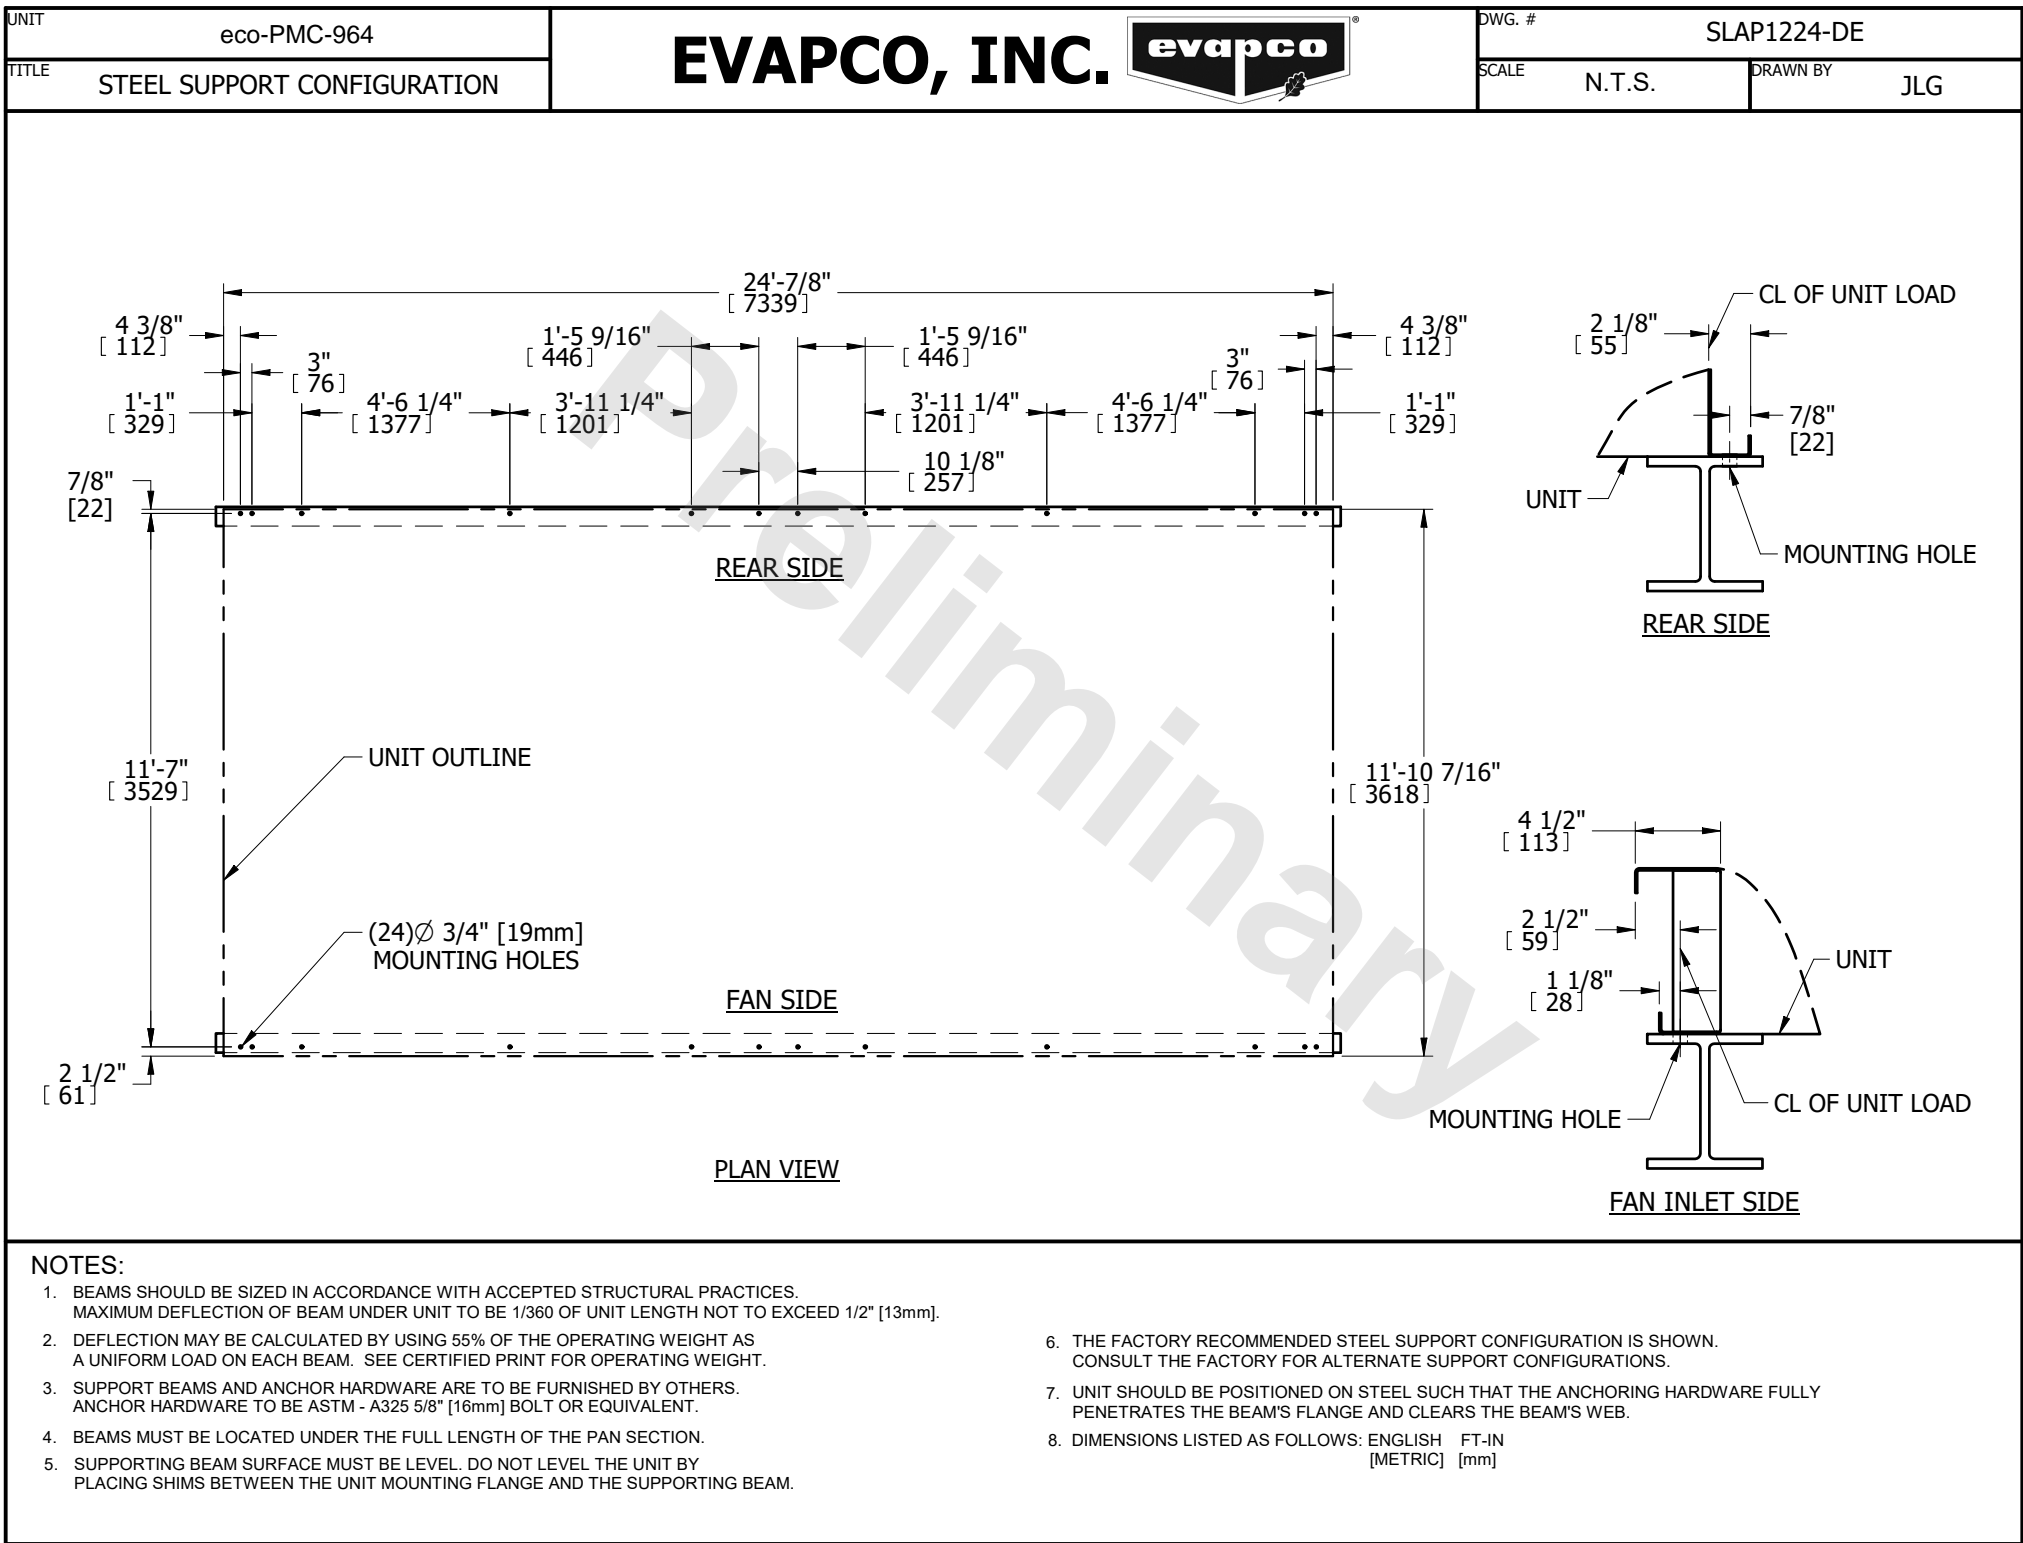 UNIT
eco-PMC-964
TITLE
STEEL SUPPORT CONFIGURATION
EVAPCO, INC.
evapco
®
DWG. #
SLAP1224-DE
SCALE
N.T.S.
DRAWN BY
JLG
24'-7/8"
[ 7339]
4 3/8"
[ 112]
3"
[ 76]
1'-5 9/16"
[ 446]
1'-5 9/16"
[ 446]
4 3/8"
[ 112]
3"
[ 76]
1'-1"
[ 329]
4'-6 1/4"
[ 1377]
3'-11 1/4"
[ 1201]
3'-11 1/4"
[ 1201]
4'-6 1/4"
[ 1377]
1'-1"
[ 329]
10 1/8"
[ 257]
7/8"
[22]
REAR SIDE
UNIT OUTLINE
11'-7"
[ 3529]
11'-10 7/16"
[ 3618]
(24)Ø 3/4" [19mm]
MOUNTING HOLES
FAN SIDE
2 1/2"
[ 61]
PLAN VIEW
Preliminary
CL OF UNIT LOAD
2 1/8"
[ 55]
7/8"
[22]
UNIT
MOUNTING HOLE
REAR SIDE
4 1/2"
[ 113]
2 1/2"
[ 59]
1 1/8"
[ 28]
UNIT
CL OF UNIT LOAD
MOUNTING HOLE
FAN INLET SIDE
NOTES:
1. BEAMS SHOULD BE SIZED IN ACCORDANCE WITH ACCEPTED STRUCTURAL PRACTICES.
MAXIMUM DEFLECTION OF BEAM UNDER UNIT TO BE 1/360 OF UNIT LENGTH NOT TO EXCEED 1/2" [13mm].
2. DEFLECTION MAY BE CALCULATED BY USING 55% OF THE OPERATING WEIGHT AS
A UNIFORM LOAD ON EACH BEAM. SEE CERTIFIED PRINT FOR OPERATING WEIGHT.
3. SUPPORT BEAMS AND ANCHOR HARDWARE ARE TO BE FURNISHED BY OTHERS.
ANCHOR HARDWARE TO BE ASTM - A325 5/8" [16mm] BOLT OR EQUIVALENT.
4. BEAMS MUST BE LOCATED UNDER THE FULL LENGTH OF THE PAN SECTION.
5. SUPPORTING BEAM SURFACE MUST BE LEVEL. DO NOT LEVEL THE UNIT BY
PLACING SHIMS BETWEEN THE UNIT MOUNTING FLANGE AND THE SUPPORTING BEAM.
6. THE FACTORY RECOMMENDED STEEL SUPPORT CONFIGURATION IS SHOWN.
CONSULT THE FACTORY FOR ALTERNATE SUPPORT CONFIGURATIONS.
7. UNIT SHOULD BE POSITIONED ON STEEL SUCH THAT THE ANCHORING HARDWARE FULLY
PENETRATES THE BEAM'S FLANGE AND CLEARS THE BEAM'S WEB.
8. DIMENSIONS LISTED AS FOLLOWS: ENGLISH FT-IN
[METRIC] [mm]